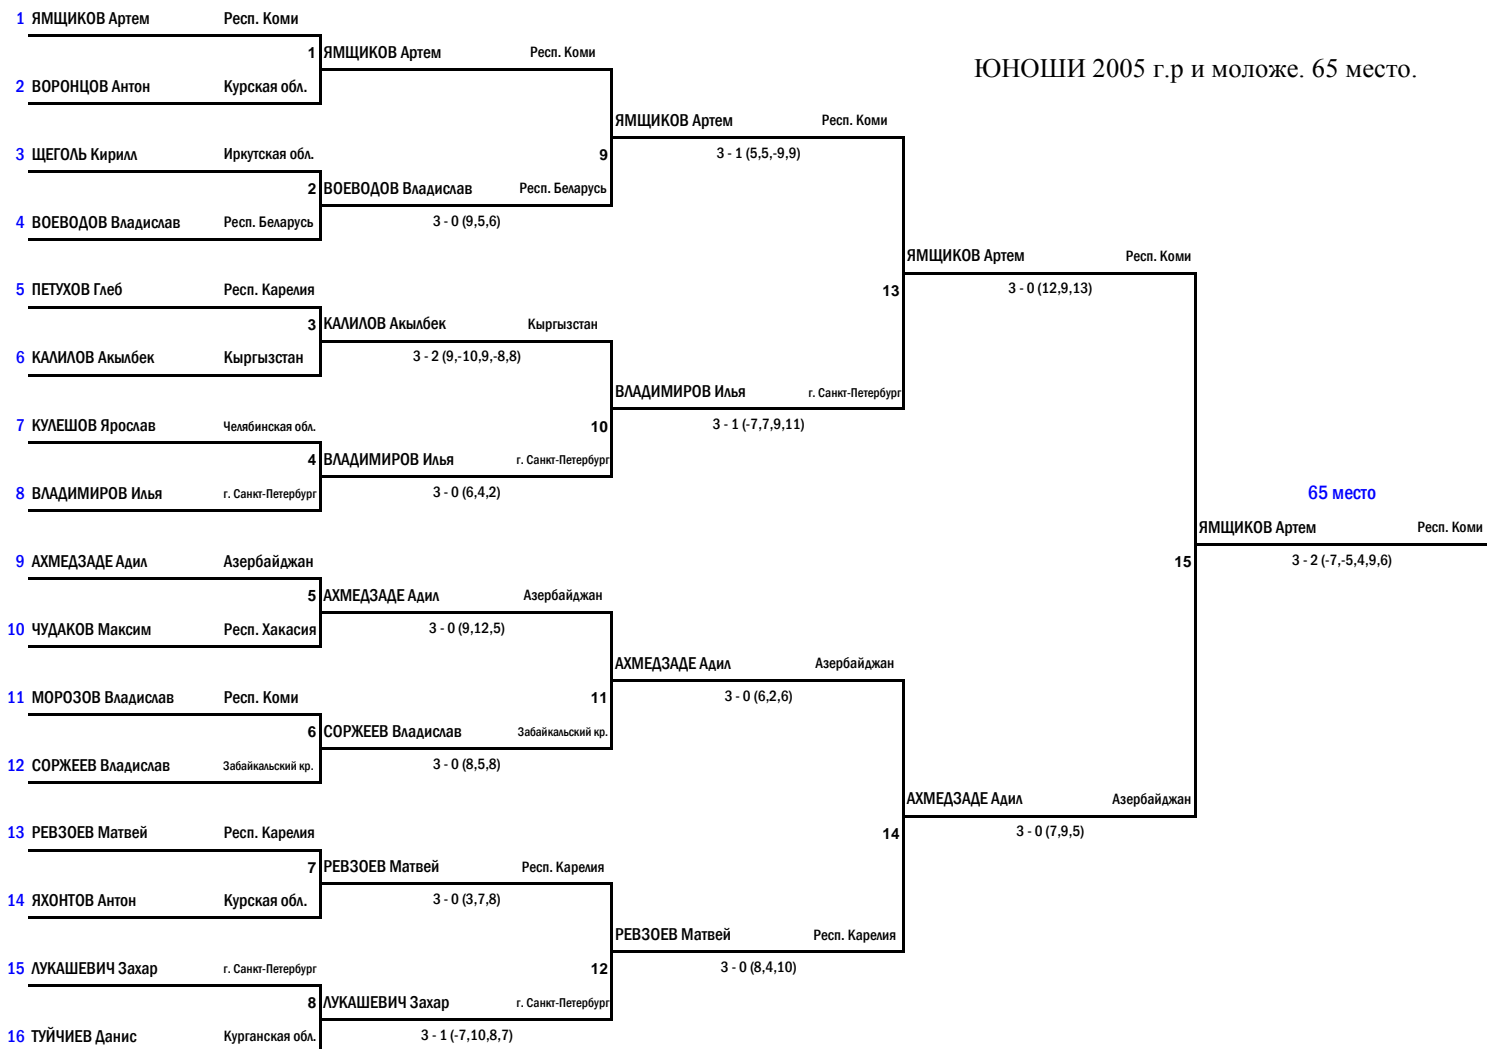 1 ЯМЩИКОВ Артем Респ. Коми
1 ЯМЩИКОВ Артем Респ. Коми
ЮНОШИ 2005 г.р и моложе. 65 место.
2 ВОРОНЦОВ Антон Курская обл.
ЯМЩИКОВ Артем Респ. Коми
3 ЩЕГОЛЬ Кирилл Иркутская обл. 9 3 - 1 (5,5,-9,9)
2 ВОЕВОДОВ Владислав Респ. Беларусь
4 ВОЕВОДОВ Владислав Респ. Беларусь 3 - 0 (9,5,6)
ЯМЩИКОВ Артем Респ. Коми
5 ПЕТУХОВ Глеб Респ. Карелия 13 3 - 0 (12,9,13)
3 КАЛИЛОВ Акылбек Кыргызстан
6 КАЛИЛОВ Акылбек Кыргызстан 3 - 2 (9,-10,9,-8,8)
ВЛАДИМИРОВ Илья г. Санкт-Петербург
7 КУЛЕШОВ Ярослав Челябинская обл. 10 3 - 1 (-7,7,9,11)
4 ВЛАДИМИРОВ Илья г. Санкт-Петербург
8 ВЛАДИМИРОВ Илья г. Санкт-Петербург 3 - 0 (6,4,2) 65 место
ЯМЩИКОВ Артем Респ. Коми
9 АХМЕДЗАДЕ Адил Азербайджан 15 3 - 2 (-7,-5,4,9,6)
5 АХМЕДЗАДЕ Адил Азербайджан
10 ЧУДАКОВ Максим Респ. Хакасия 3 - 0 (9,12,5)
АХМЕДЗАДЕ Адил Азербайджан
11 МОРОЗОВ Владислав Респ. Коми 11 3 - 0 (6,2,6)
6 СОРЖЕЕВ Владислав Забайкальский кр.
12 СОРЖЕЕВ Владислав Забайкальский кр. 3 - 0 (8,5,8)
АХМЕДЗАДЕ Адил Азербайджан
13 РЕВЗОЕВ Матвей Респ. Карелия 14 3 - 0 (7,9,5)
7 РЕВЗОЕВ Матвей Респ. Карелия
14 ЯХОНТОВ Антон Курская обл. 3 - 0 (3,7,8)
РЕВЗОЕВ Матвей Респ. Карелия
15 ЛУКАШЕВИЧ Захар г. Санкт-Петербург 12 3 - 0 (8,4,10)
8 ЛУКАШЕВИЧ Захар г. Санкт-Петербург
16 ТУЙЧИЕВ Данис Курганская обл. 3 - 1 (-7,10,8,7)